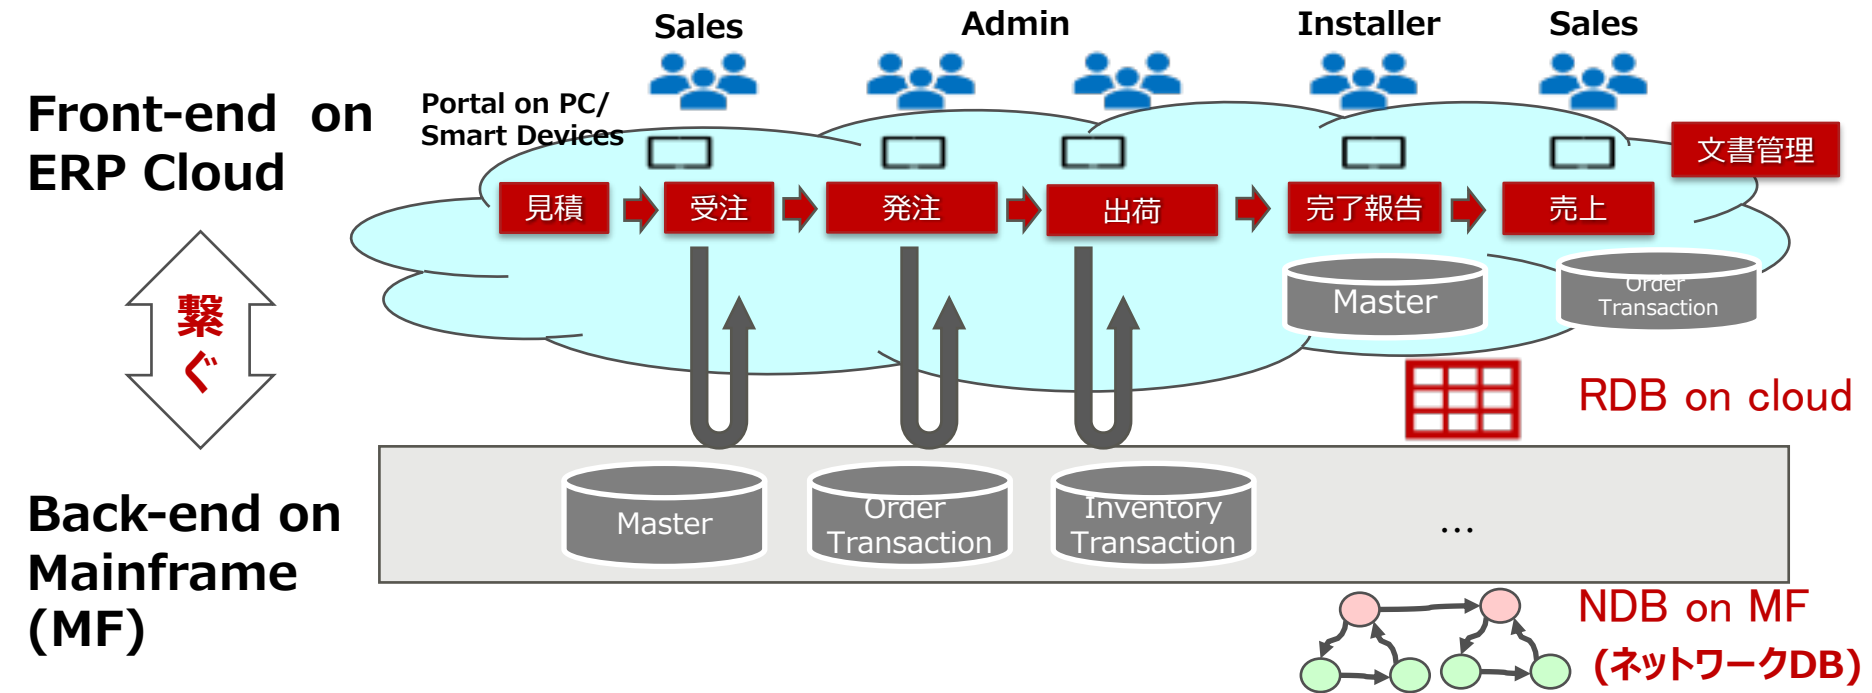 Sales
Admin
Installer
Sales
Front-end on
ERP Cloud
Portal on PC/
Smart Devices
文書管理
見積
受注
発注
出荷
完了報告
売上
繋
ぐ
Master
Order
Transaction
RDB on cloud
Back-end on
Mainframe
(MF)
Master
Order
Transaction
Inventory
Transaction
…
NDB on MF
(ネットワークDB)